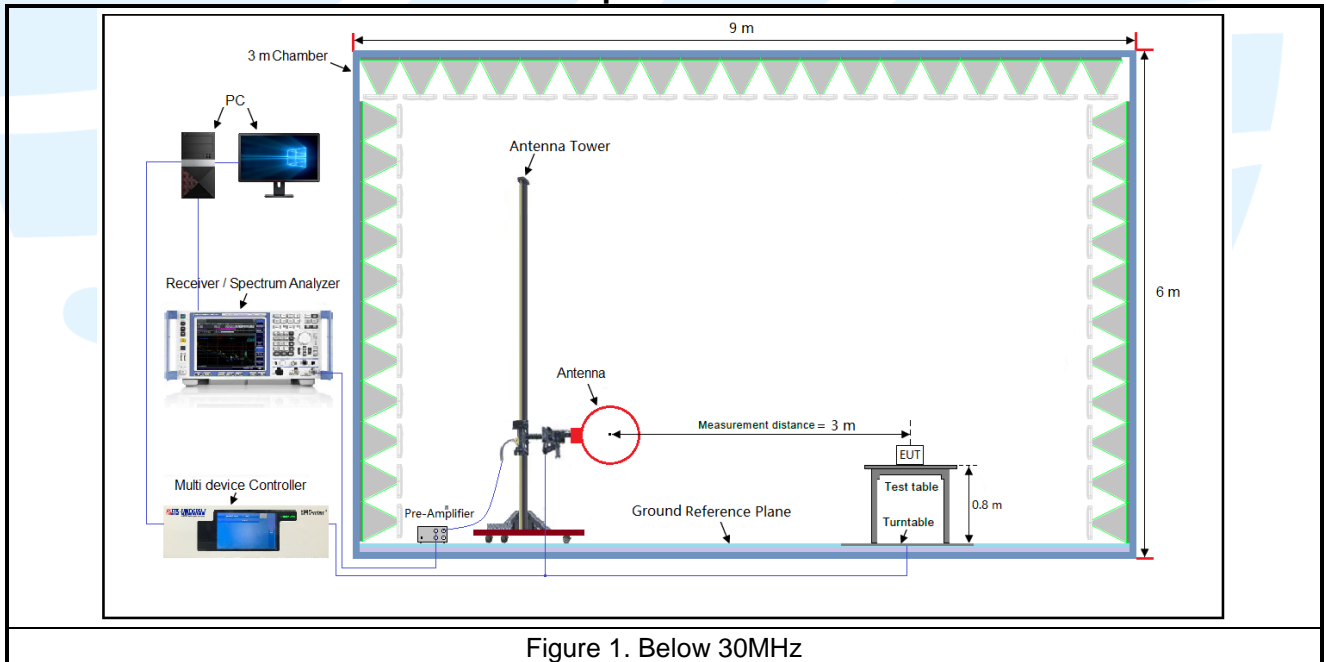 9 m
3 m Chamber
PC
Antenna Tower
6 m
Receiver / Spectrum Analyzer
Antenna
Measurement distance = 3 m
EUT
Multi device Controller
Test table
0.8 m
Pre-Amplifier
Ground Reference Plane
Turntable
Figure 1. Below 30MHz